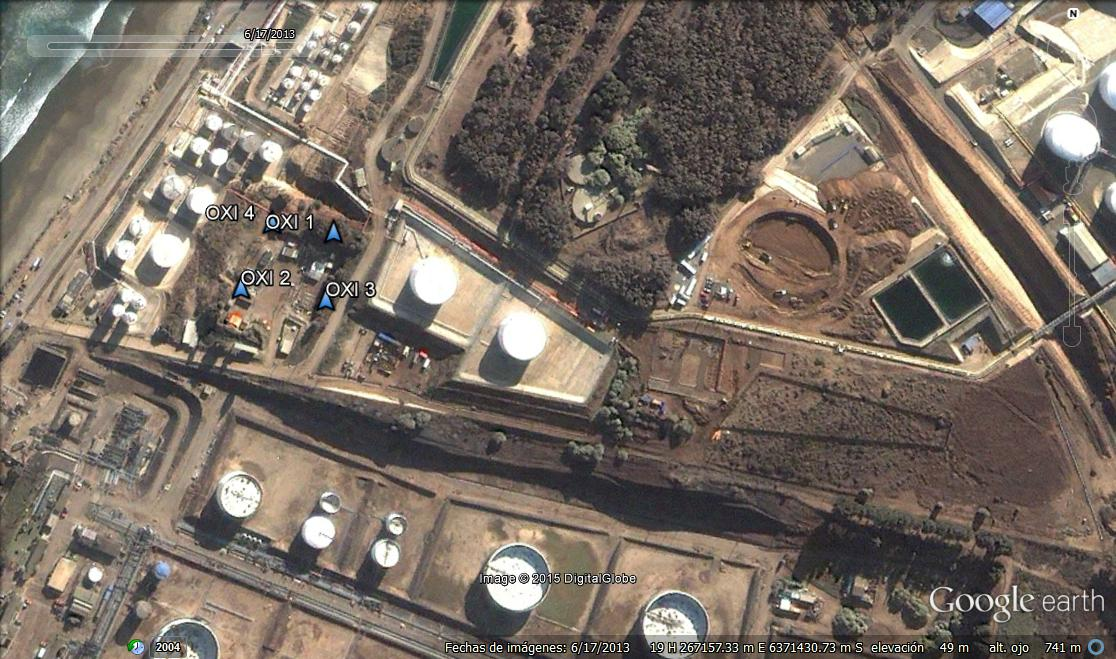 6/17/2013
N
OXI 4
OXI 1
OXI 2
OXI 3
Image © 2015 DigitalGlobe
Google earth
2004
Fechas de imágenes: 6/17/2013 19 H 267157.33 m E 6371430.73 m S elevación 49 m alt. ojo 741 m